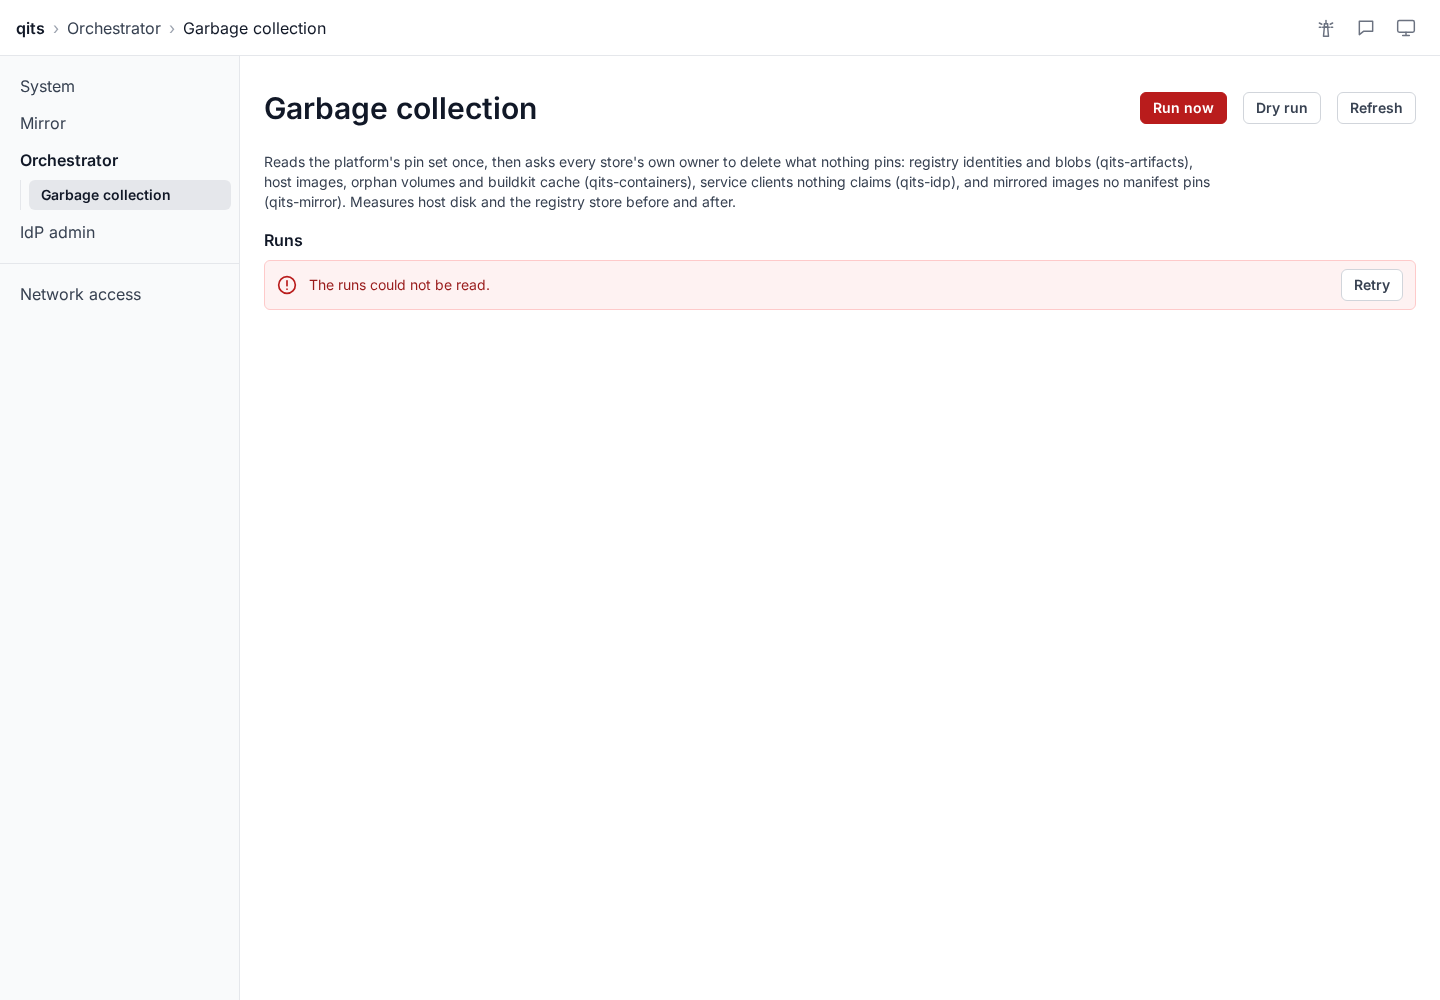 qits › Orchestrator › Garbage collection
System
Mirror
Orchestrator
Garbage collection
IdP admin
Network access
Garbage collection
Run now
Dry run
Refresh
Reads the platform's pin set once, then asks every store's own owner to delete what nothing pins: registry identities and blobs (qits-artifacts),
host images, orphan volumes and buildkit cache (qits-containers), service clients nothing claims (qits-idp), and mirrored images no manifest pins
(qits-mirror). Measures host disk and the registry store before and after.
Runs
The runs could not be read.
Retry